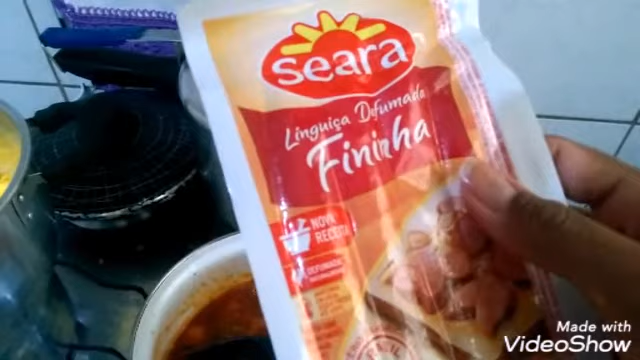 seara
Linguiça Defumada
Fininha
NOVA
RECEITA
Made with
VideoShow